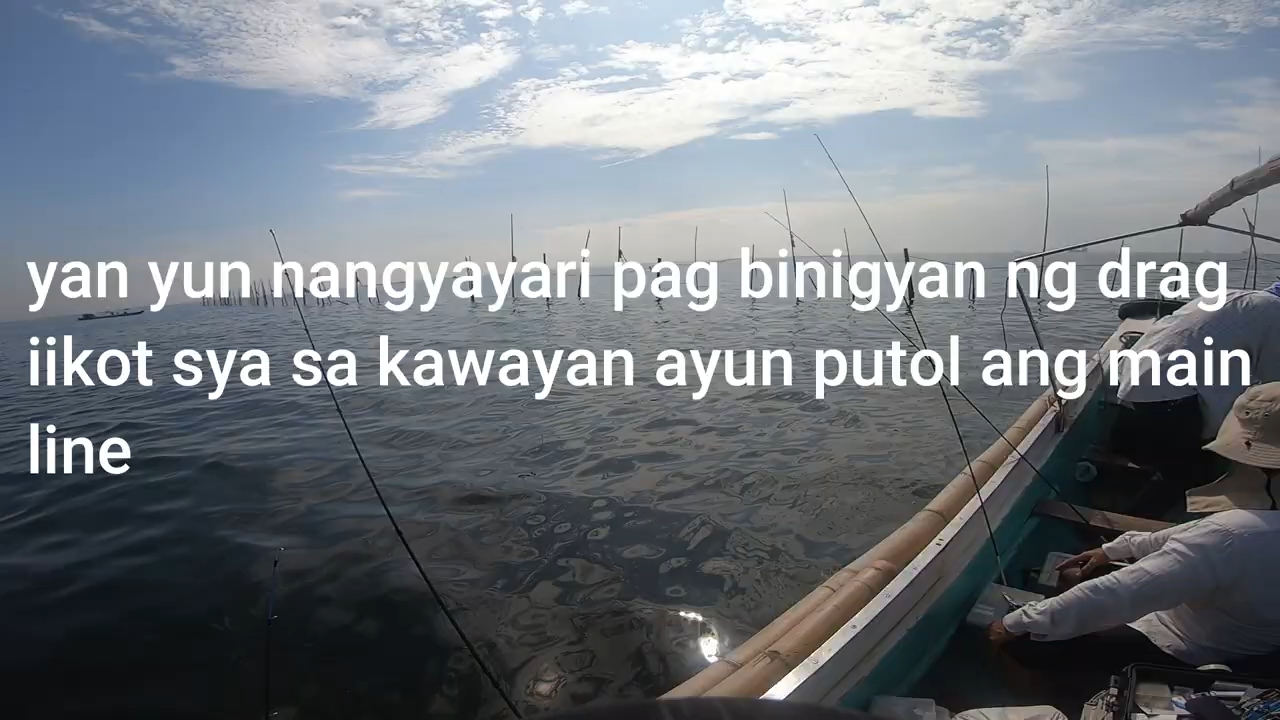 yan yun nangyayari pag binigyan ng drag
iikot sya sa kawayan ayun putol ang main
line